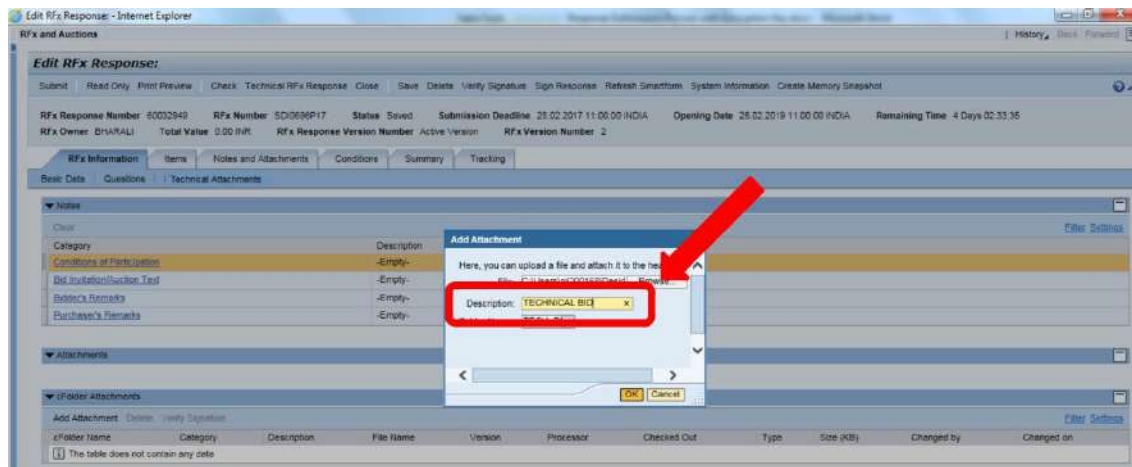 Edit RFx Response: - Internet Explorer
RFx and Auctions
History Back Forward
Edit RFx Response:
Submit Read Only Print Preview Check Technical RFx Response Close Save Delete Verify Signature Sign Response Refresh Smartform System Information Create Memory Snapshot
RFx Response Number 60032949 RFx Number SDI0696P17 Status Saved Submission Deadline 28.02.2017 11:00:00 INDIA Opening Date 28.02.2019 11:00:00 INDIA Remaining Time 4 Days 02:33:36
RFx Owner BHARALI Total Value 0.00 INR RFx Response Version Number Active Version RFx Version Number 2
RFx Information Items Notes and Attachments Conditions Summary Tracking
Basic Data Questions Technical Attachments
Notes
Clear Filter Settings
Category Description
Conditions of Participation -Empty-
Bid Invitation/Auction Text -Empty-
Bidder's Remarks -Empty-
Purchaser's Remarks -Empty-
Add Attachment
Here, you can upload a file and attach it to the
Browse...
Description: TECHNICAL BID x
OK Cancel
Attachments
cFolder Attachments
Add Attachment Delete Verify Signature Filter Settings
cFolder Name Category Description File Name Version Processor Checked Out Type Size (KB) Changed by Changed on
The table does not contain any data